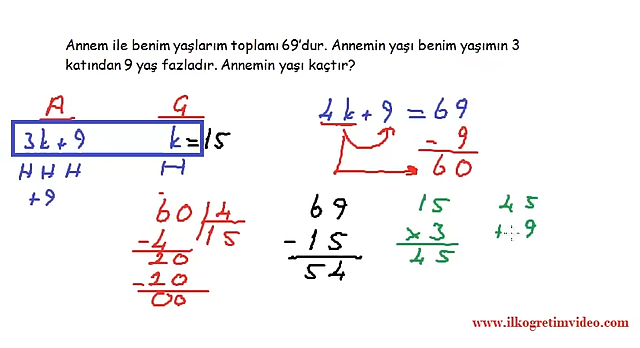 Annem ile benim yaşlarım toplamı 69'dur. Annemin yaşı benim yaşımın 3
katından 9 yaş fazladır. Annemin yaşı kaçtır?
A
G
3k+9
k=15
+9
4k+9=69
-9
60
60 4
-4 15
20
-20
00
69
-15
54
15
x3
45
45
+9
www.ilkogretimvideo.com